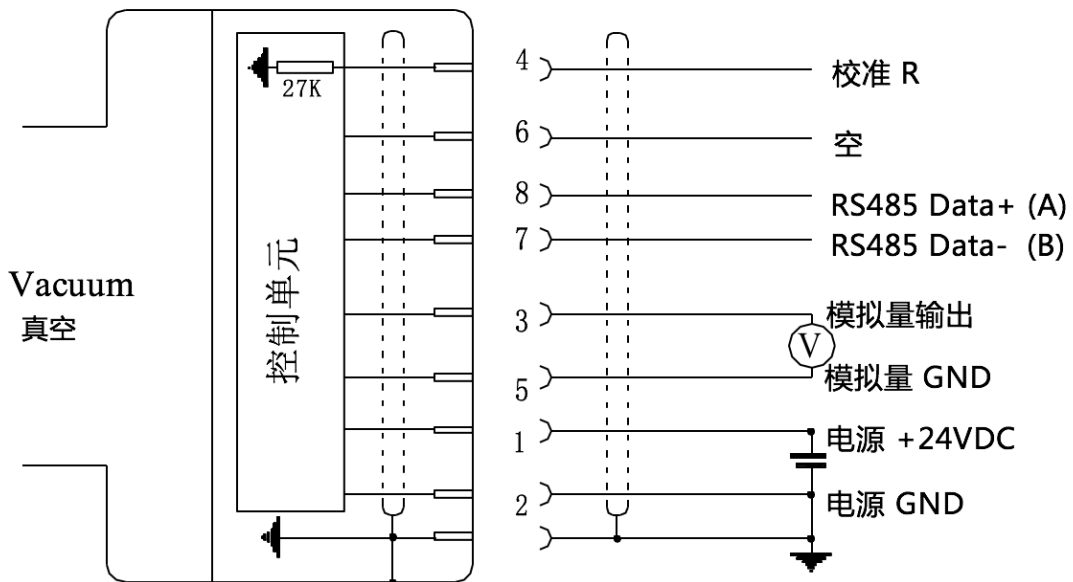 27K
控制单元
Vacuum
真空
4 校准 R
6 空
8 RS485 Data+ (A)
7 RS485 Data- (B)
3 模拟量输出
V
5 模拟量 GND
1 电源 +24VDC
2 电源 GND